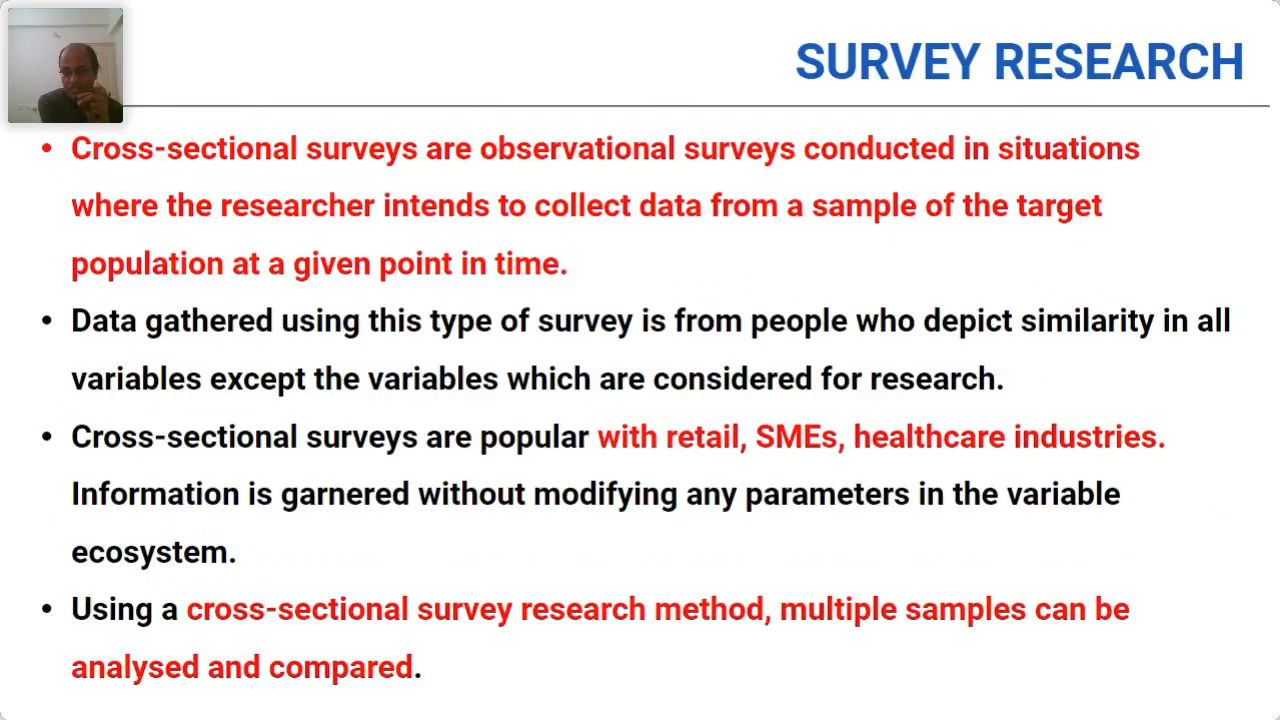 SURVEY RESEARCH
• Cross-sectional surveys are observational surveys conducted in situations
where the researcher intends to collect data from a sample of the target
population at a given point in time.
• Data gathered using this type of survey is from people who depict similarity in all
variables except the variables which are considered for research.
• Cross-sectional surveys are popular with retail, SMEs, healthcare industries.
Information is garnered without modifying any parameters in the variable
ecosystem.
• Using a cross-sectional survey research method, multiple samples can be
analysed and compared.